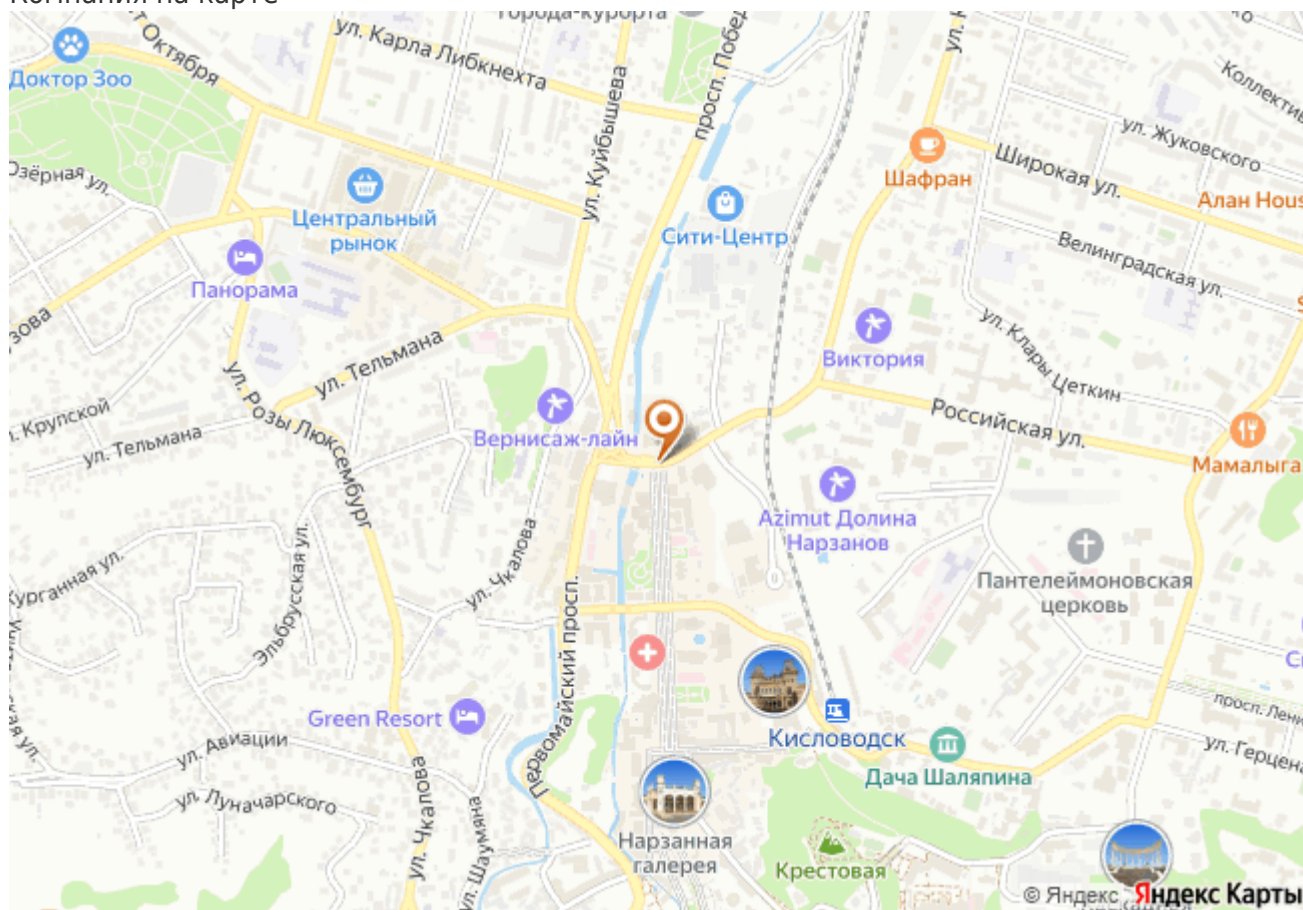 Компания на карте
города-курорта
ул. Карла Либкнехта
т Октября
Доктор Зоо
просп. Побед
ул. Куйбышева
Коллектив
ул. Жуковского
Широкая ул.
Шафран
Алан Hous
Озёрная ул.
Центральный
рынок
Сити-Центр
Велинградская ул.
Панорама
зова
ул. Тельмана
Виктория
ул. Клары Цеткин
ул. Розы Люксембург
Крупской
ул. Тельмана
Вернисаж-лайн
Российская ул.
Мамалыга
Azimut Долина
Нарзанов
Пантелеймоновская
церковь
Курганная ул.
Эльбрусская ул.
ул. Чкалова
Первомайский просп.
Green Resort
ул. Авиации
Кисловодск
просп. Лени
ул. Герцена
Дача Шаляпина
ул. Луначарского
ул. Чкалова
ул. Шаумяна
Нарзанная
галерея
Крестовая
© Яндекс Яндекс Карты